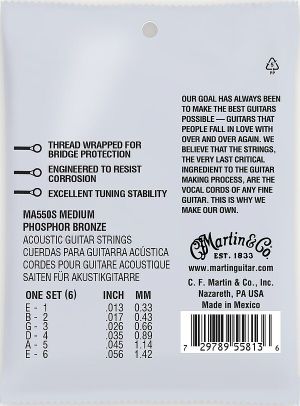 5
PP
OUR GOAL HAS ALWAYS BEEN
TO MAKE THE BEST GUITARS
POSSIBLE — GUITARS THAT
PEOPLE FALL IN LOVE WITH
OVER AND OVER AGAIN. WE
BELIEVE THAT THE STRINGS,
THE VERY LAST CRITICAL
INGREDIENT TO THE GUITAR
MAKING PROCESS, ARE THE
VOCAL CORDS OF ANY FINE
GUITAR. THIS IS WHY WE
MAKE OUR OWN.
THREAD WRAPPED FOR
BRIDGE PROTECTION
ENGINEERED TO RESIST
CORROSION
EXCELLENT TUNING STABILITY
MA550S MEDIUM
PHOSPHOR BRONZE
ACOUSTIC GUITAR STRINGS
CUERDAS PARA GUITARRA ACÚSTICA
CORDES POUR GUITARE ACOUSTIQUE
SAITEN FÜR AKUSTIKGITARRE
ONE SET (6) INCH MM
E - 1 .013 0.33
B - 2 .017 0.43
G - 3 .026 0.66
D - 4 .035 0.89
A - 5 .045 1.14
E - 6 .056 1.42
Martin & Co.
EST. 1833
www.martinguitar.com
C. F. Martin & Co., Inc.
Nazareth, PA USA
Made in Mexico
7 29789 55813 6